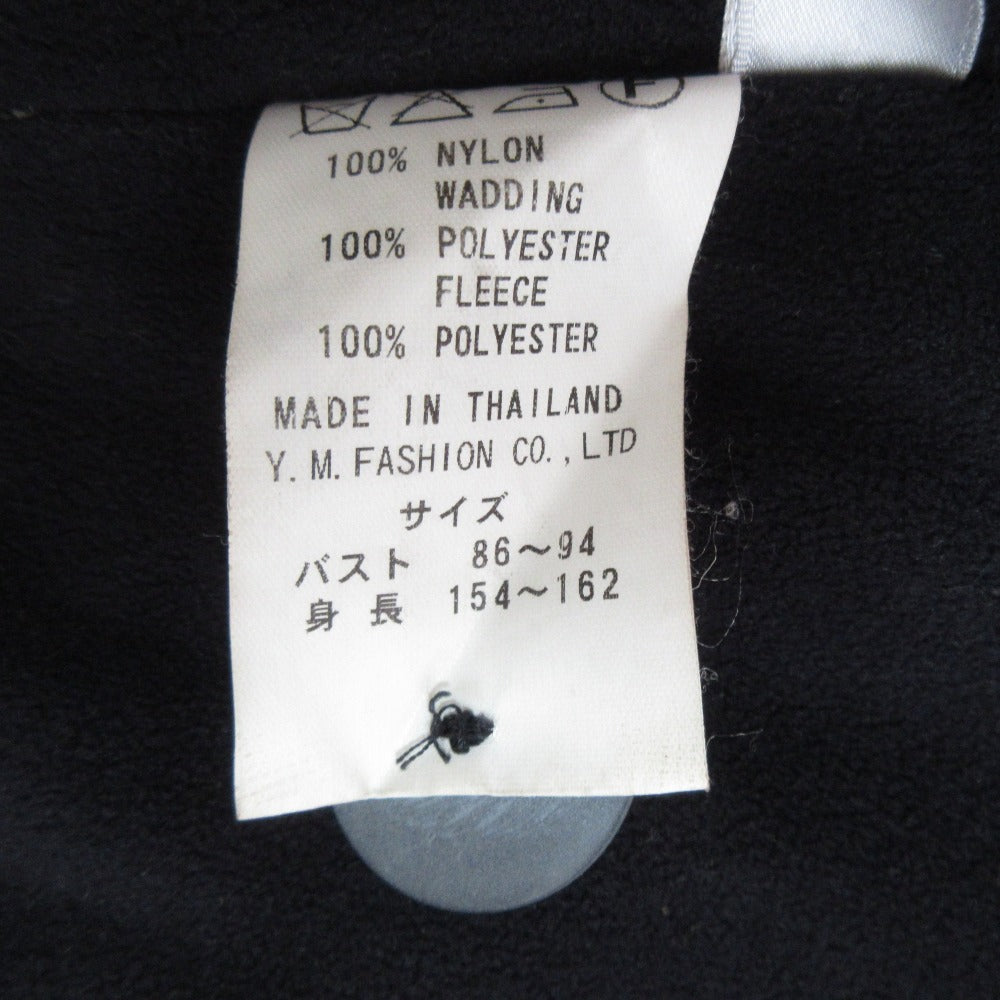 F
100% NYLON
WADDING
100% POLYESTER
FLEECE
100% POLYESTER
MADE IN THAILAND
Y. M. FASHION CO. ,LTD
サイズ
バスト 86〜94
身長 154〜162